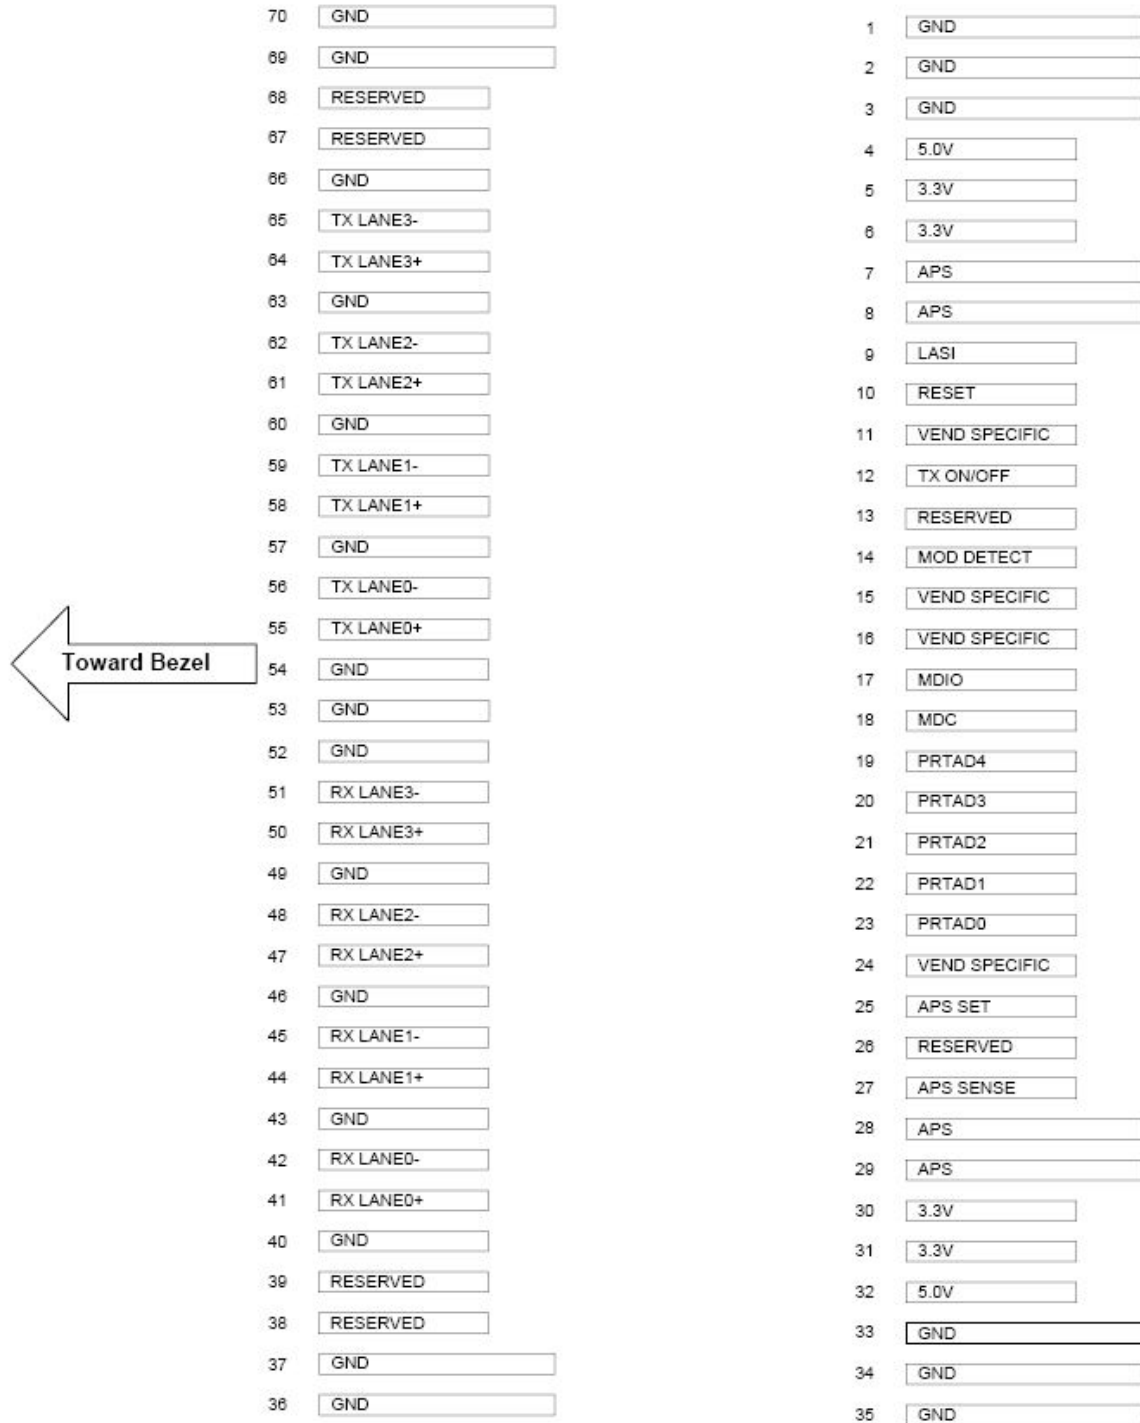 70 GND
69 GND
68 RESERVED
67 RESERVED
66 GND
65 TX LANE3-
64 TX LANE3+
63 GND
62 TX LANE2-
61 TX LANE2+
60 GND
59 TX LANE1-
58 TX LANE1+
57 GND
56 TX LANE0-
55 TX LANE0+
Toward Bezel
54 GND
53 GND
52 GND
51 RX LANE3-
50 RX LANE3+
49 GND
48 RX LANE2-
47 RX LANE2+
46 GND
45 RX LANE1-
44 RX LANE1+
43 GND
42 RX LANE0-
41 RX LANE0+
40 GND
39 RESERVED
38 RESERVED
37 GND
36 GND
1 GND
2 GND
3 GND
4 5.0V
5 3.3V
6 3.3V
7 APS
8 APS
9 LASI
10 RESET
11 VEND SPECIFIC
12 TX ON/OFF
13 RESERVED
14 MOD DETECT
15 VEND SPECIFIC
16 VEND SPECIFIC
17 MDIO
18 MDC
19 PRTAD4
20 PRTAD3
21 PRTAD2
22 PRTAD1
23 PRTAD0
24 VEND SPECIFIC
25 APS SET
26 RESERVED
27 APS SENSE
28 APS
29 APS
30 3.3V
31 3.3V
32 5.0V
33 GND
34 GND
35 GND